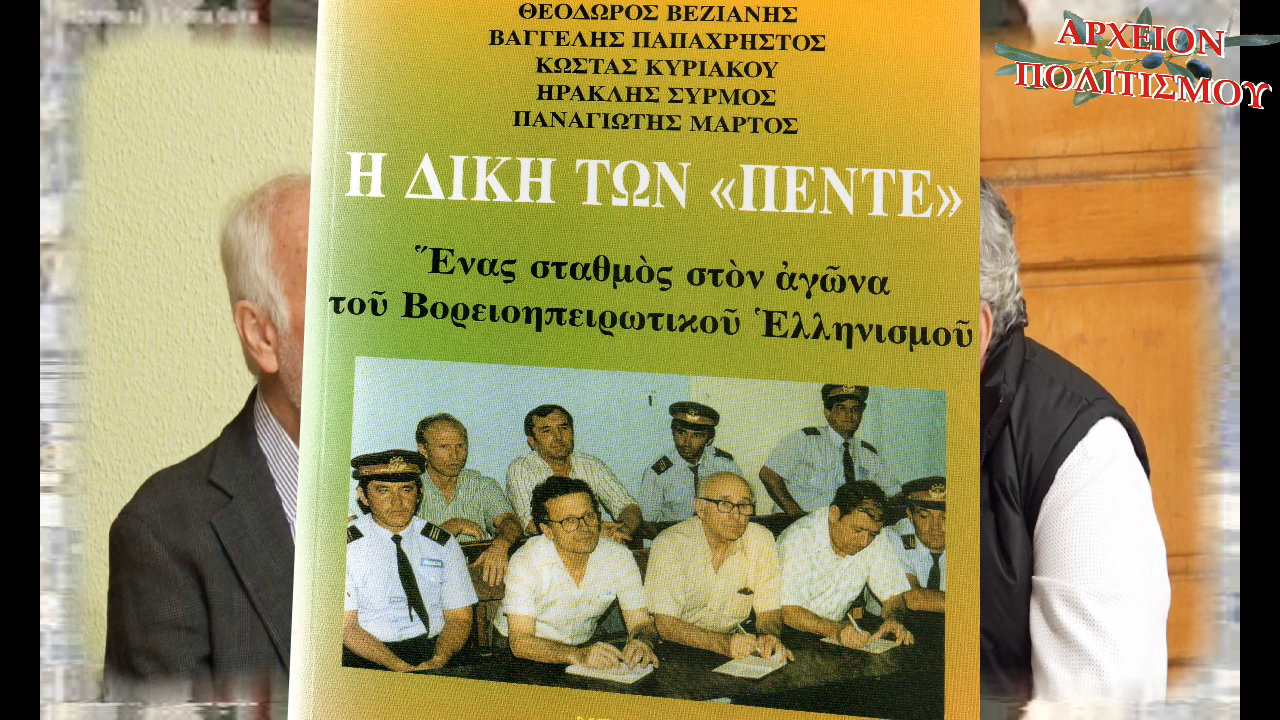 ΘΕΟΔΩΡΟΣ ΒΕΖΙΑΝΗΣ
ΒΑΓΓΕΛΗΣ ΠΑΠΑΧΡΗΣΤΟΣ
ΚΩΣΤΑΣ ΚΥΡΙΑΚΟΥ
ΗΡΑΚΛΗΣ ΣΥΡΜΟΣ
ΠΑΝΑΓΙΩΤΗΣ ΜΑΡΤΟΣ
Η ΔΙΚΗ ΤΩΝ «ΠΕΝΤΕ»
Ἕνας σταθμὸς στὸν ἀγῶνα
τοῦ Βορειοηπειρωτικοῦ Ἑλληνισμοῦ
ΑΡΧΕΙΟΝ
ΠΟΛΙΤΙΣΜΟΥ